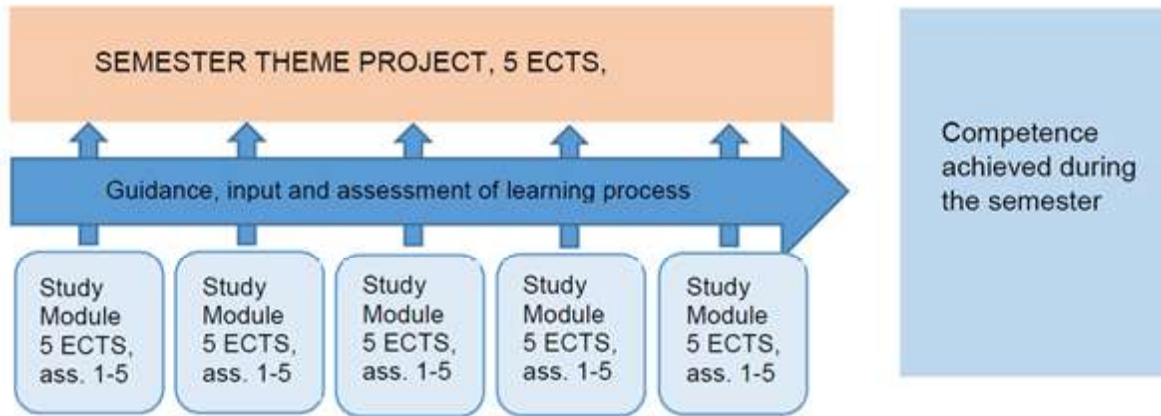 SEMESTER THEME PROJECT, 5 ECTS,
Guidance, input and assessment of learning process
Study
Module
5 ECTS,
ass. 1-5
Study
Module
5 ECTS,
ass. 1-5
Study
Module
5 ECTS,
ass. 1-5
Study
Module
5 ECTS,
ass. 1-5
Study
Module
5 ECTS,
ass. 1-5
Competence
achieved during
the semester